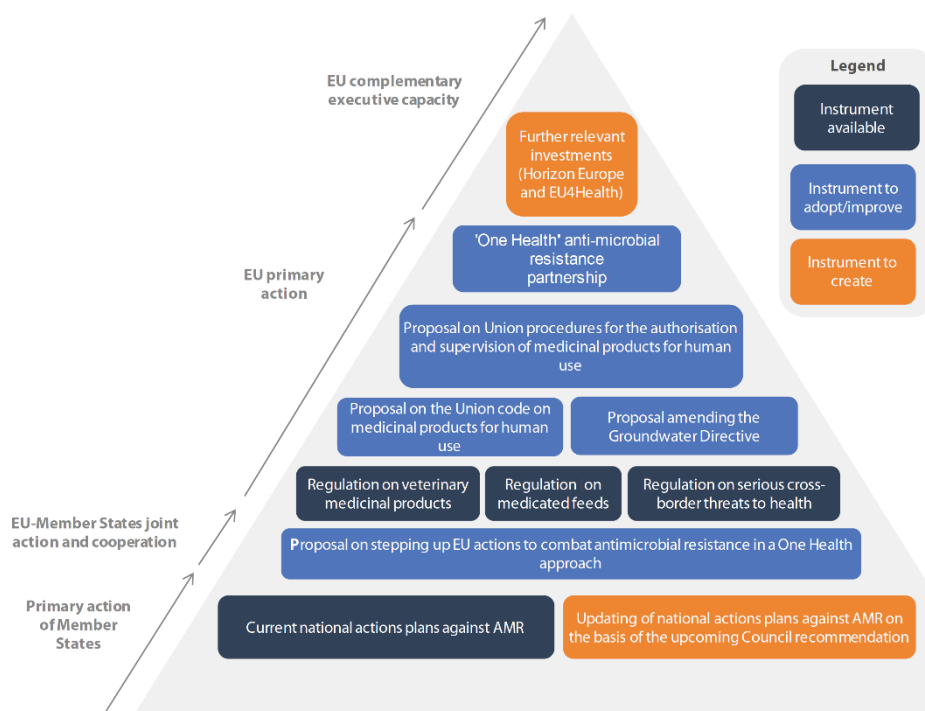 EU complementary
executive capacity
Legend
Instrument
available
Further relevant
investments
(Horizon Europe
and EU4Health)
Instrument to
adopt/improve
'One Health' anti-microbial
resistance
partnership
EU primary
action
Instrument to
create
Proposal on Union procedures for the authorisation
and supervision of medicinal products for human
use
Proposal on the Union code on
medicinal products for human
use
Proposal amending the
Groundwater Directive
Regulation on veterinary
medicinal products
Regulation on
medicated feeds
Regulation on serious cross-
border threats to health
EU-Member States joint
action and cooperation
Proposal on stepping up EU actions to combat antimicrobial resistance in a One Health
approach
Primary action
of Member
States
Current national actions plans against AMR
Updating of national actions plans against AMR on
the basis of the upcoming Council recommendation